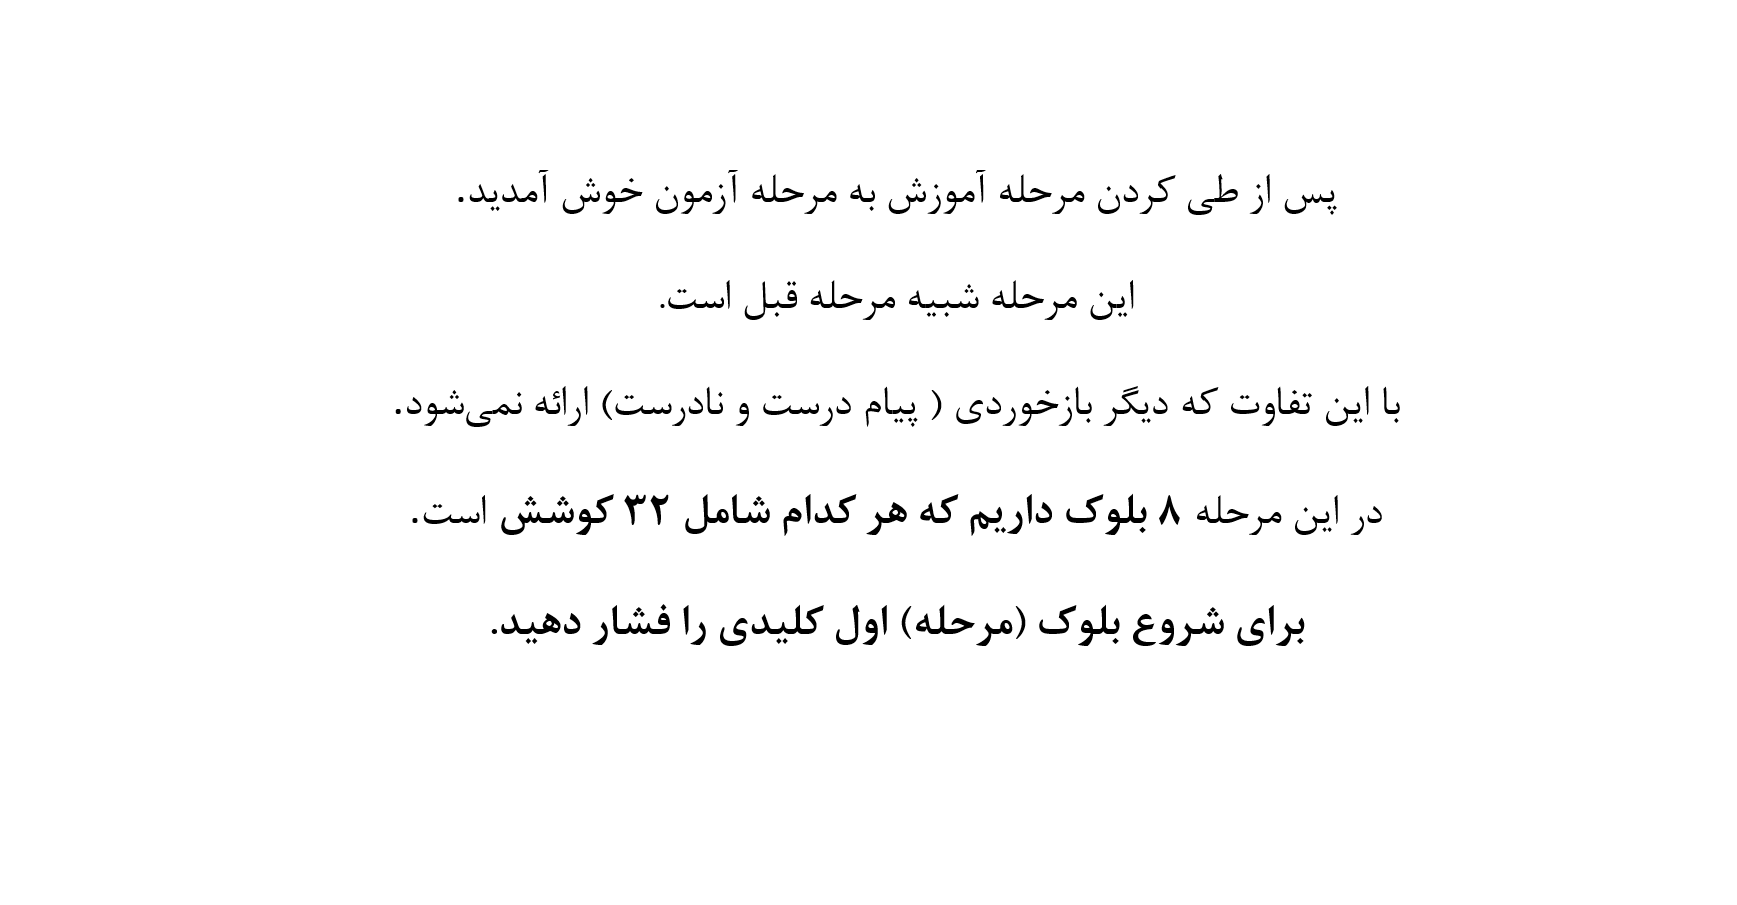 پس از طی کردن مرحله آموزش به مرحله آزمون خوش آمدید.
این مرحله شبیه مرحله قبل است.
با این تفاوت که دیگر بازخوردی ( پیام درست و نادرست) ارائه نمی‌شود.
در این مرحله ۸ بلوک داریم که هر کدام شامل ۳۲ کوشش است.
برای شروع بلوک (مرحله) اول کلیدی را فشار دهید.